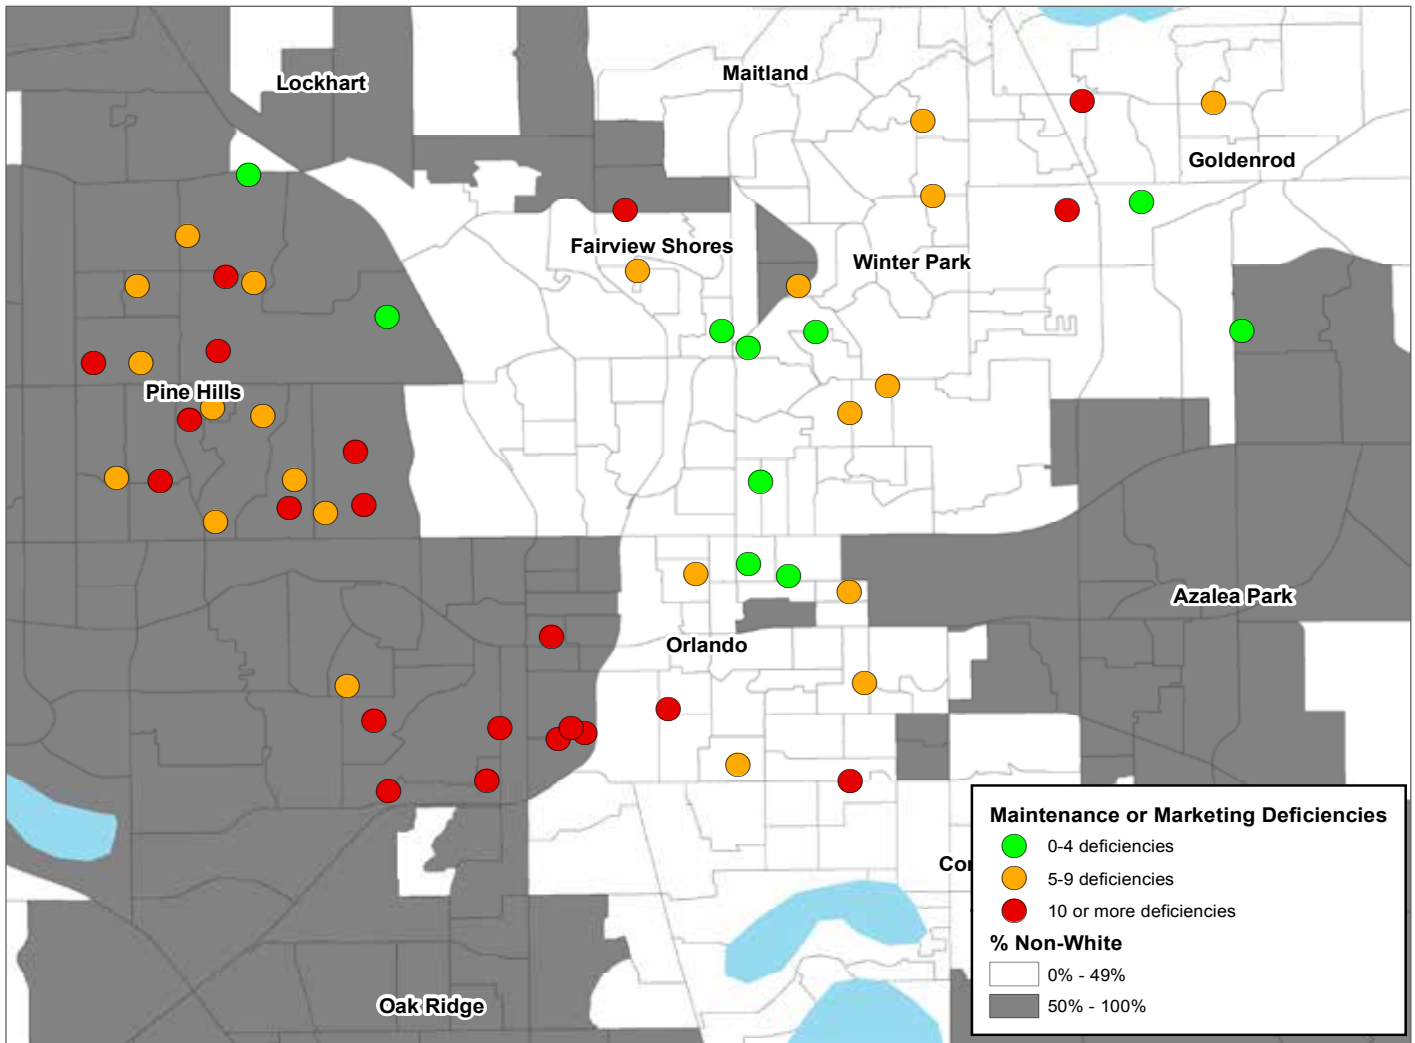 Lockhart
Maitland
Goldenrod
Fairview Shores
Winter Park
Pine Hills
Azalea Park
Orlando
Maintenance or Marketing Deficiencies
0-4 deficiencies
5-9 deficiencies
10 or more deficiencies
% Non-White
0% - 49%
50% - 100%
Oak Ridge